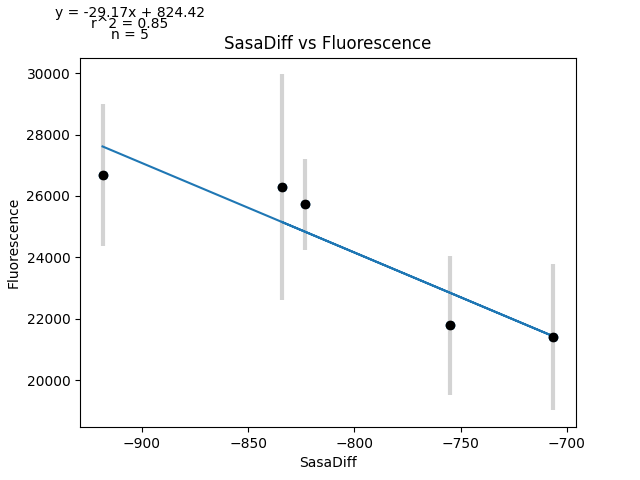 y = -29.17x + 824.42
r^2 = 0.85
n = 5
SasaDiff vs Fluorescence
30000
28000
26000
24000
22000
20000
Fluorescence
−900
−850
−800
−750
−700
SasaDiff